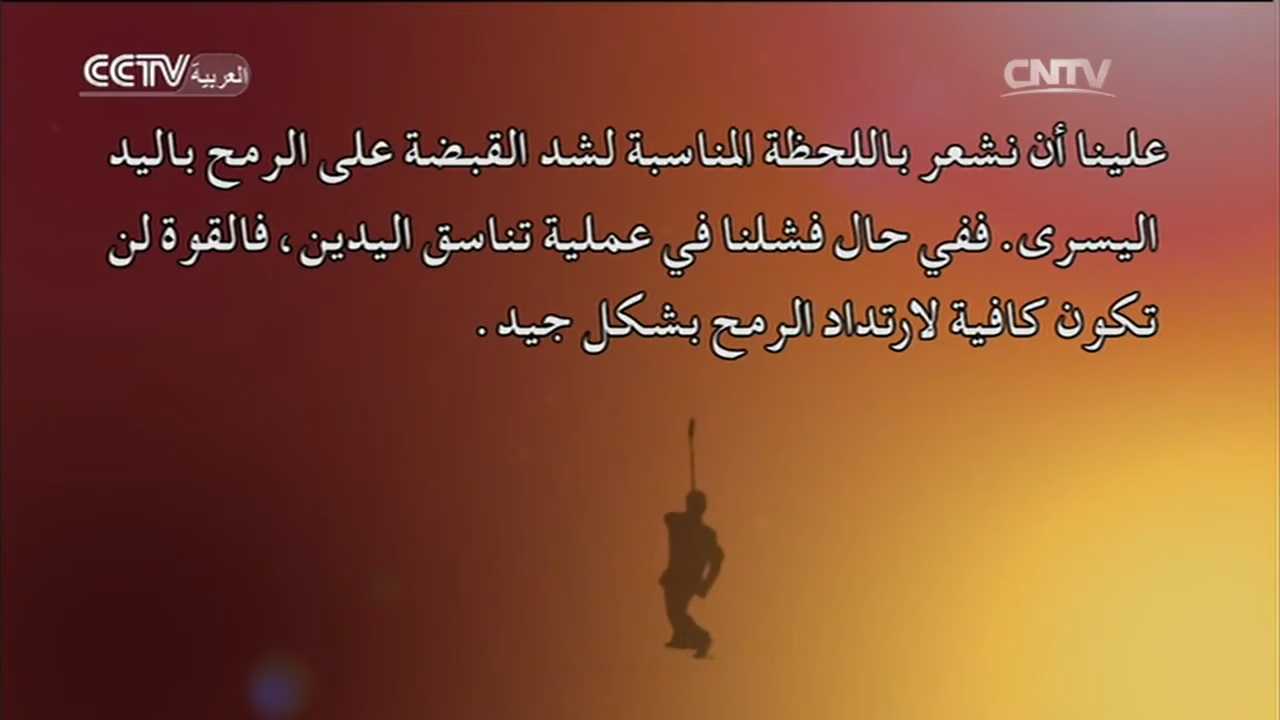 CCTV العربية
CNTV
علينا أن نشعر باللحظة المناسبة لشد القبضة على الرمح باليد
اليسرى. ففي حال فشلنا في عملية تناسق اليدين، فالقوة لن
تكون كافية لارتداد الرمح بشكل جيد.